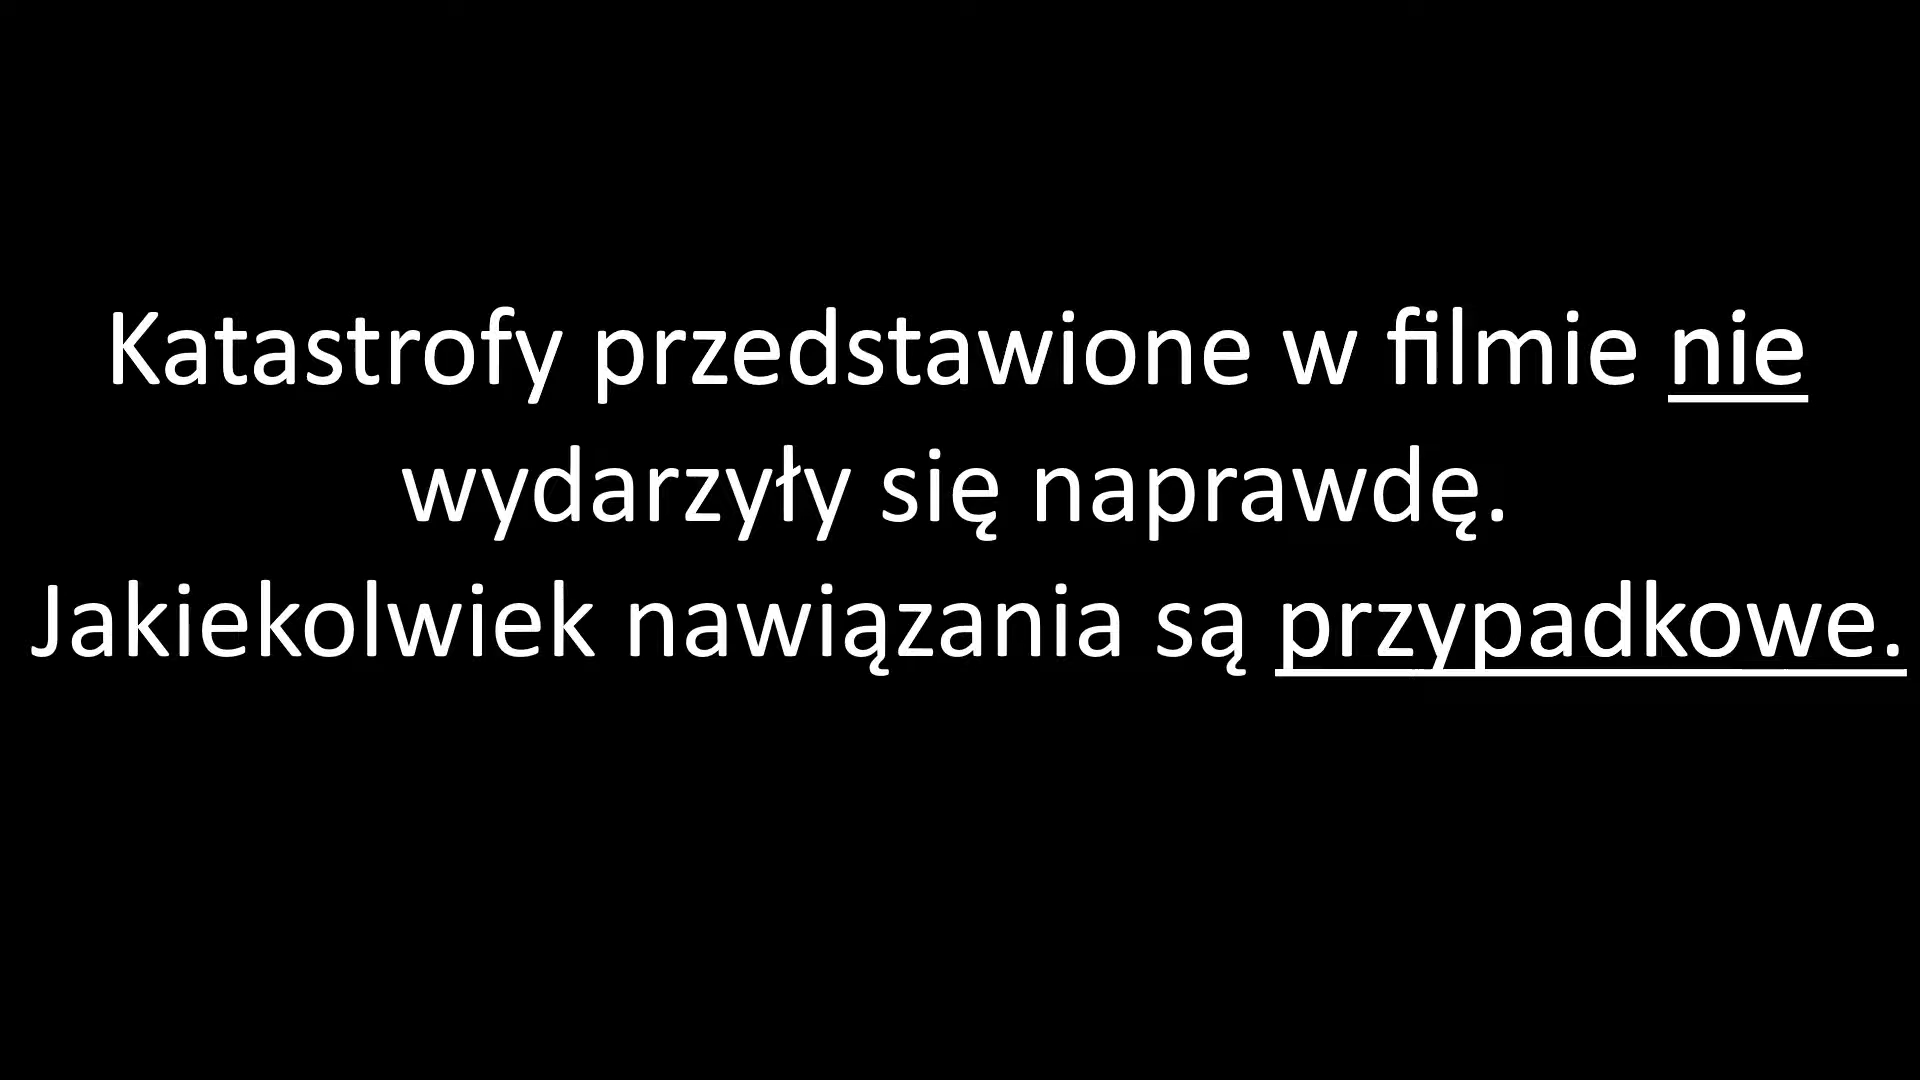 Katastrofy przedstawione w filmie nie
wydarzyły się naprawdę.
Jakiekolwiek nawiązania są przypadkowe.